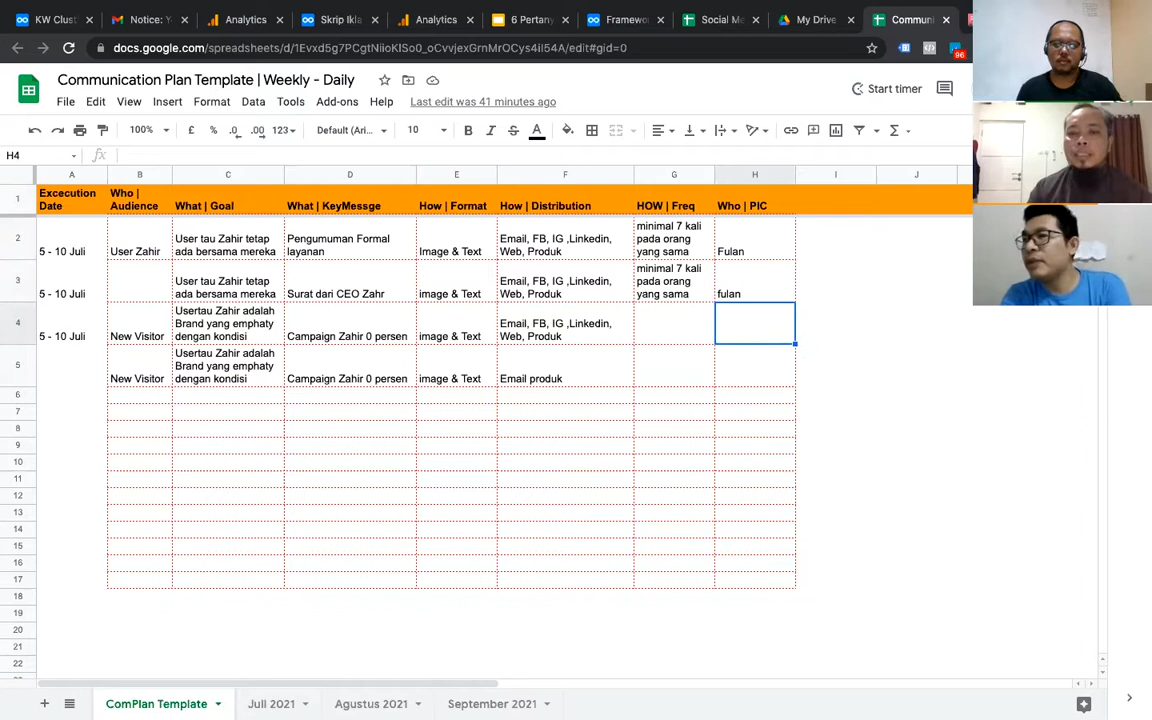 KW Clust
Notice: Y
Analytics
Skrip Ikla
Analytics
6 Pertany
Framewo
Social Me
My Drive
Communi
docs.google.com/spreadsheets/d/1Evxd5g7PCgtNiioKISo0_oCvvjexGrnMrOCys4il54A/edit#gid=0
96
Communication Plan Template | Weekly - Daily
Start timer
File Edit View Insert Format Data Tools Add-ons Help Last edit was 41 minutes ago
100% £ % .0 .00 123 Default (Ari... 10 B I S A
H4 fx
A B C D E F G H I J
1 Excecution Date
Who | Audience
What | Goal
What | KeyMessge
How | Format
How | Distribution
HOW | Freq
Who | PIC
2
5 - 10 Juli
User Zahir
User tau Zahir tetap
ada bersama mereka
Pengumuman Formal
layanan
Image & Text
Email, FB, IG ,Linkedin,
Web, Produk
minimal 7 kali
pada orang
yang sama
Fulan
3
5 - 10 Juli
User tau Zahir tetap
ada bersama mereka
Surat dari CEO Zahr
image & Text
Email, FB, IG ,Linkedin,
Web, Produk
minimal 7 kali
pada orang
yang sama
fulan
4
5 - 10 Juli
New Visitor
Usertau Zahir adalah
Brand yang emphaty
dengan kondisi
Campaign Zahir 0 persen
image & Text
Email, FB, IG ,Linkedin,
Web, Produk
5
New Visitor
Usertau Zahir adalah
Brand yang emphaty
dengan kondisi
Campaign Zahir 0 persen
image & Text
Email produk
6
7
8
9
10
11
12
13
14
15
16
17
18
19
20
21
22
ComPlan Template
Juli 2021
Agustus 2021
September 2021